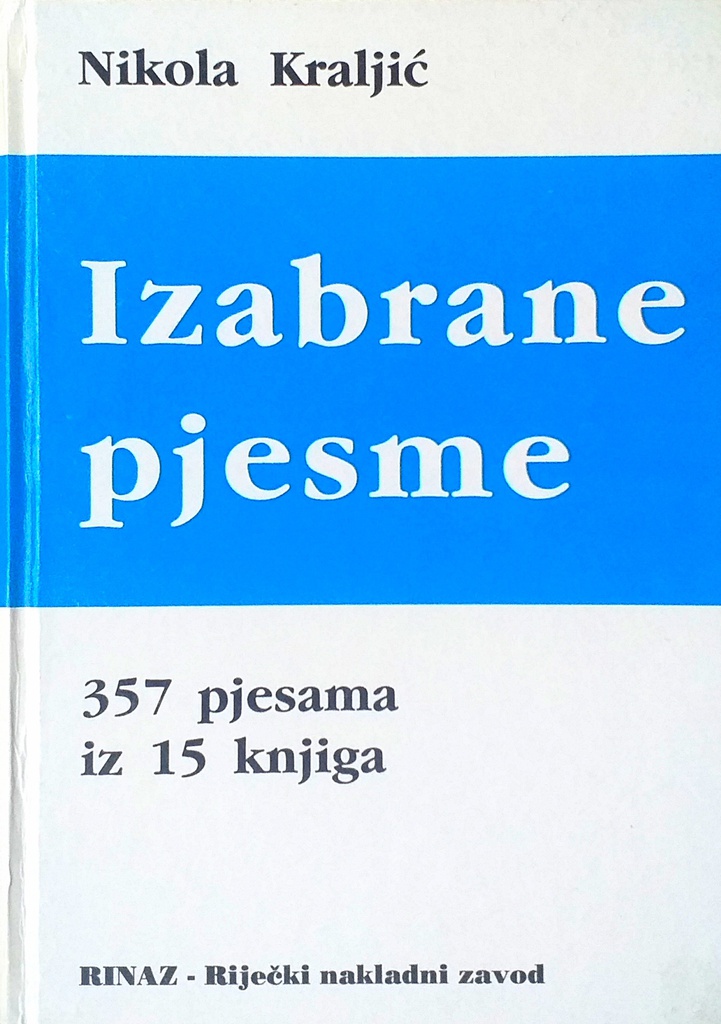 Nikola Kraljić
Izabrane
pjesme
357 pjesama
iz 15 knjiga
RINAZ - Riječki nakladni zavod